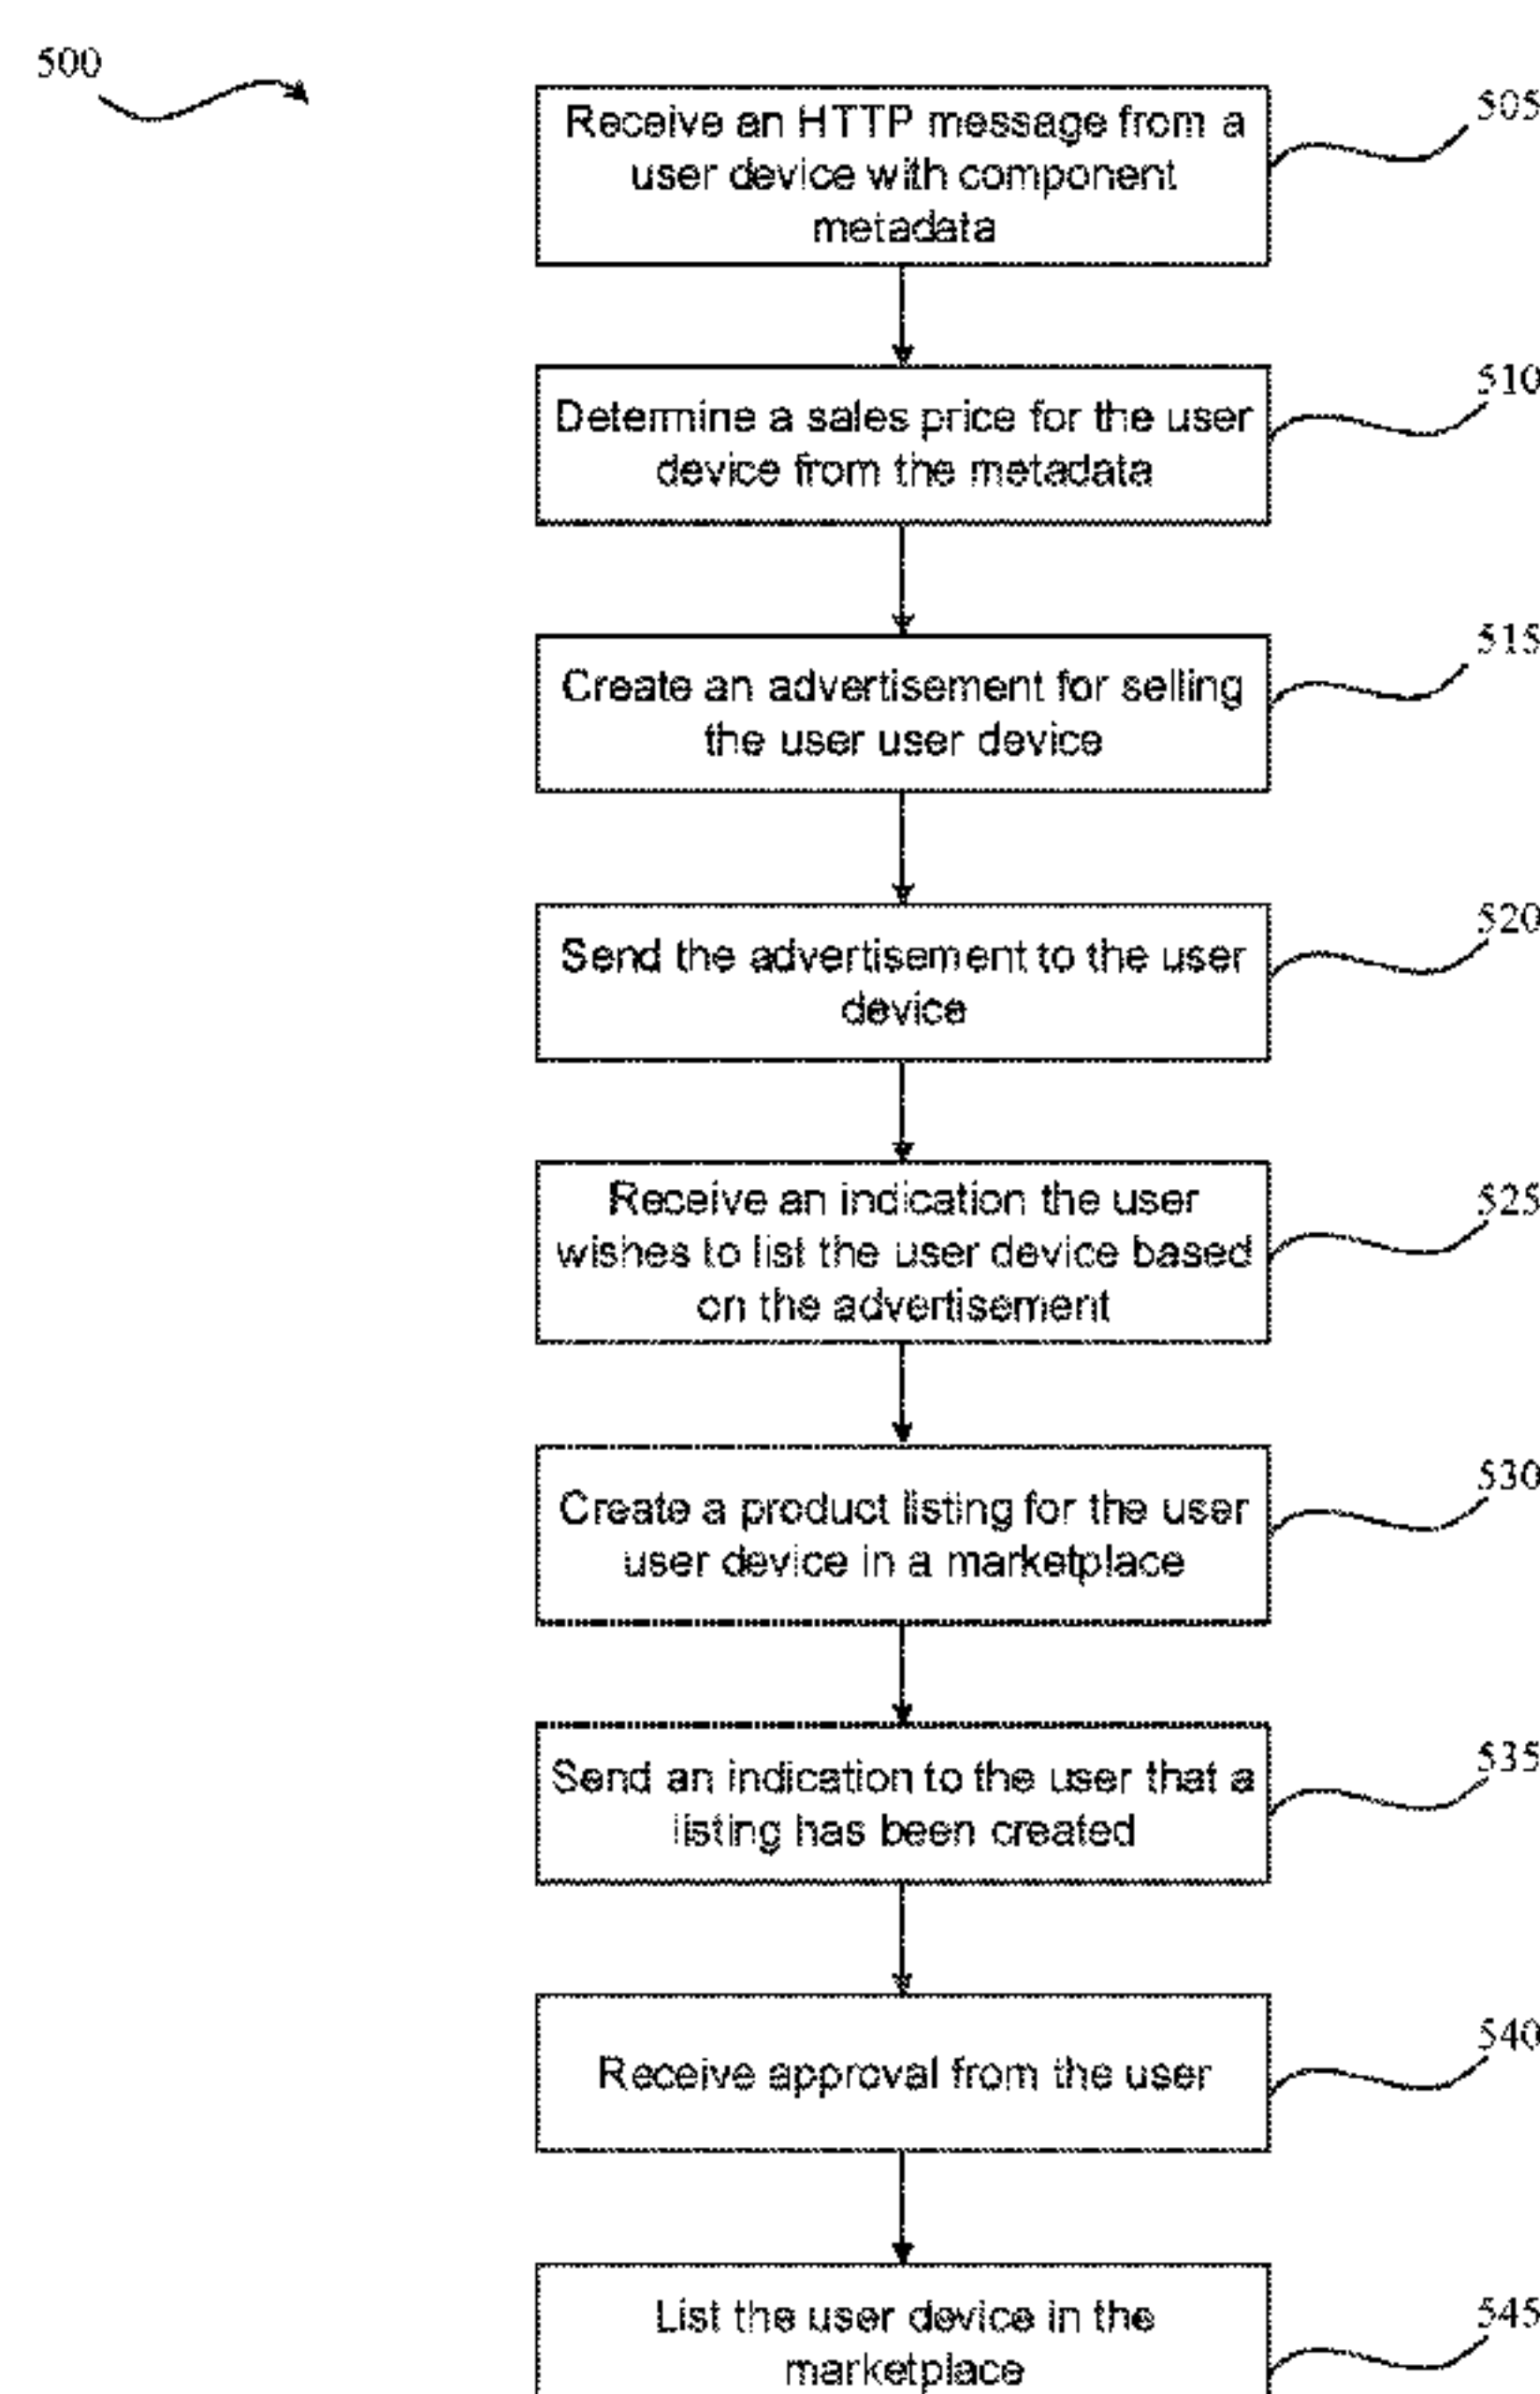 500
Receive an HTTP message from a
user device with component
metadata
505
Determine a sales price for the user
device from the metadata
510
Create an advertisement for selling
the user user device
515
Send the advertisement to the user
device
520
Receive an indication the user
wishes to list the user device based
on the advertisement
525
Create a product listing for the user
user device in a marketplace
530
Send an indication to the user that a
listing has been created
535
Receive approval from the user
540
List the user device in the
marketplace
545